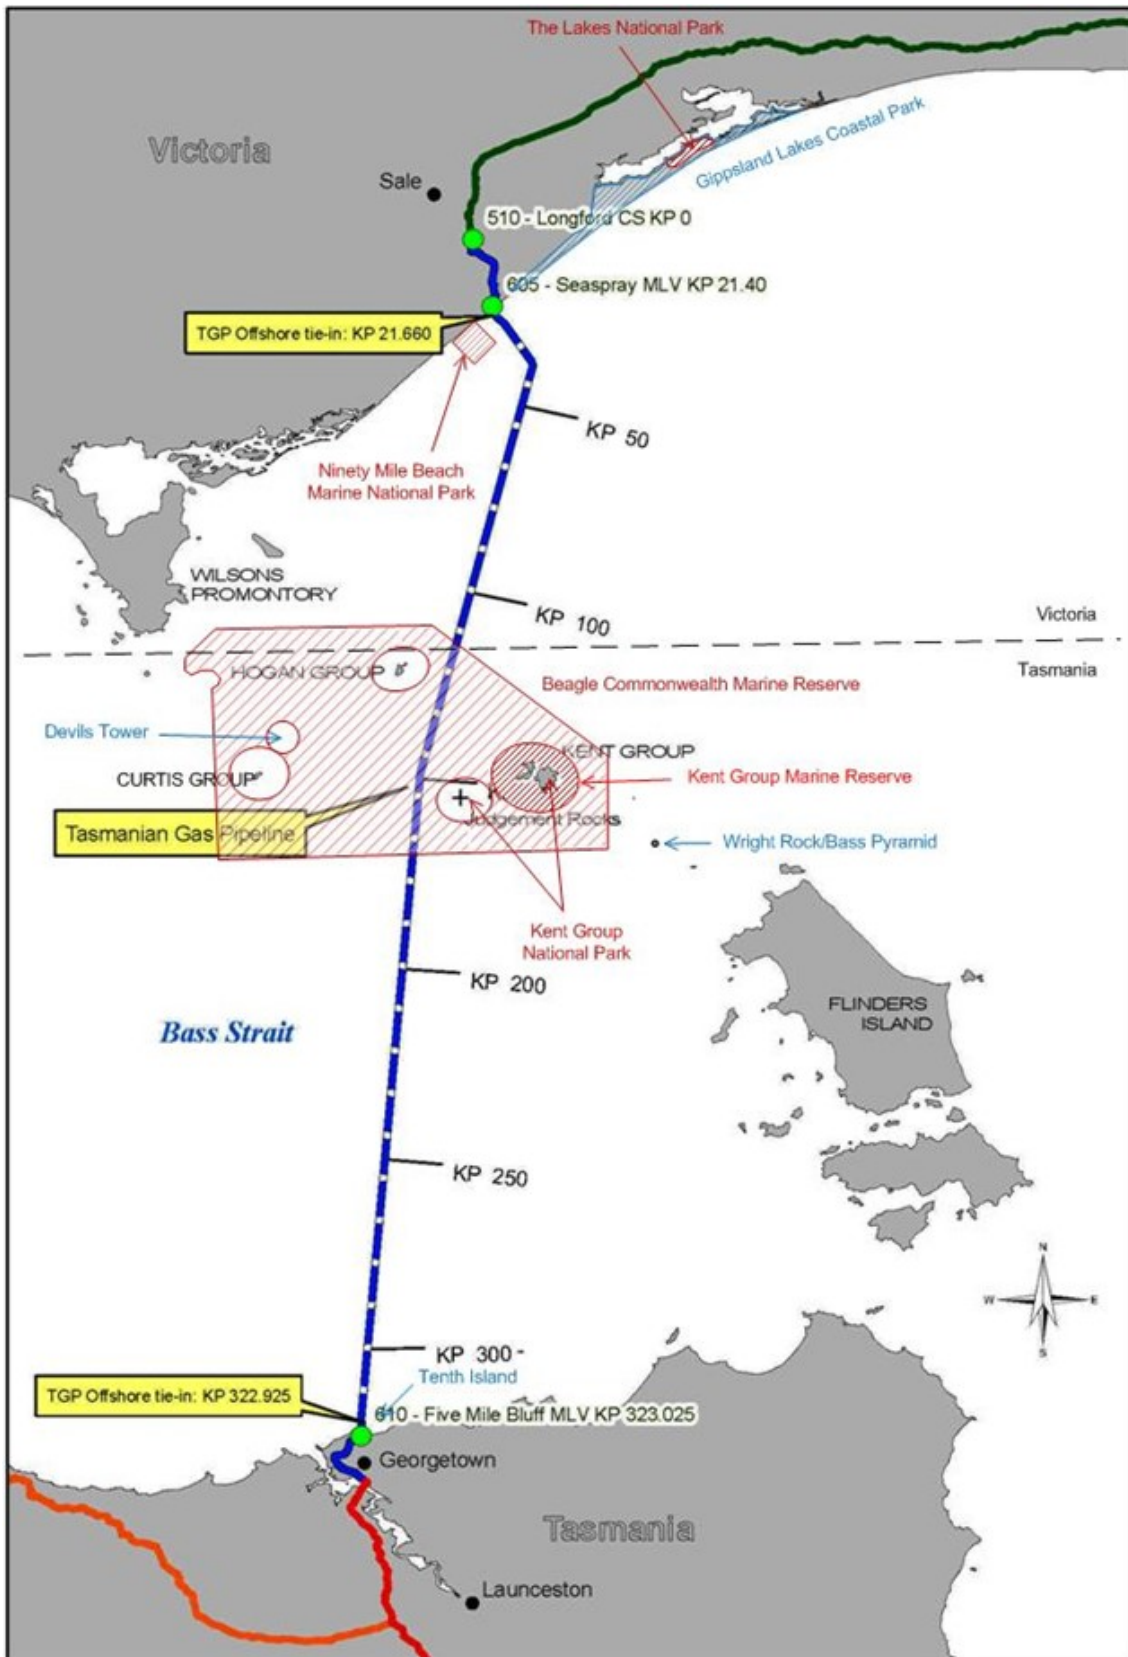 The Lakes National Park
Gippsland Lakes Coastal Park
Victoria
Sale
510 - Longford CS KP 0
605 - Seaspray MLV KP 21.40
TGP Offshore tie-in: KP 21.660
KP 50
Ninety Mile Beach
Marine National Park
WILSONS
PROMONTORY
KP 100
Victoria
Tasmania
HOGAN GROUP
Beagle Commonwealth Marine Reserve
Devils Tower
KENT GROUP
CURTIS GROUP
Kent Group Marine Reserve
Judgement Rocks
Tasmanian Gas Pipeline
Wright Rock/Bass Pyramid
Kent Group
National Park
KP 200
FLINDERS
ISLAND
Bass Strait
KP 250
N
W
E
S
KP 300
Tenth Island
TGP Offshore tie-in: KP 322.925
610 - Five Mile Bluff MLV KP 323.025
Georgetown
Tasmania
Launceston